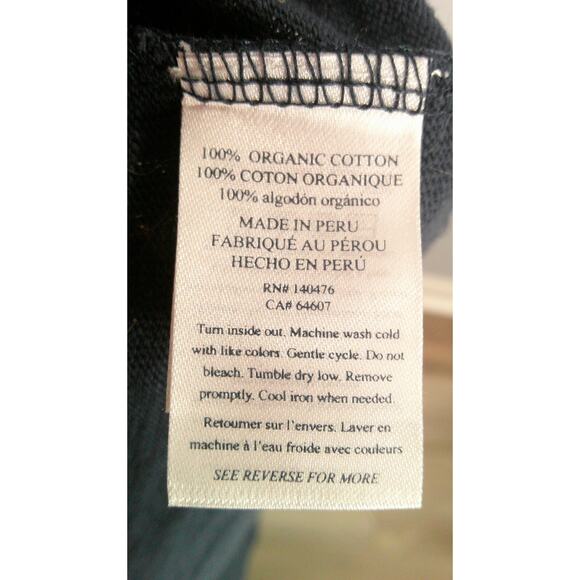 100% ORGANIC COTTON
100% COTON ORGANIQUE
100% algodón orgánico
MADE IN PERU
FABRIQUÉ AU PÉROU
HECHO EN PERÚ
RN# 140476
CA# 64607
Turn inside out. Machine wash cold
with like colors. Gentle cycle. Do not
bleach. Tumble dry low. Remove
promptly. Cool iron when needed.
Retourner sur l'envers. Laver en
machine à l'eau froide avec couleurs
SEE REVERSE FOR MORE